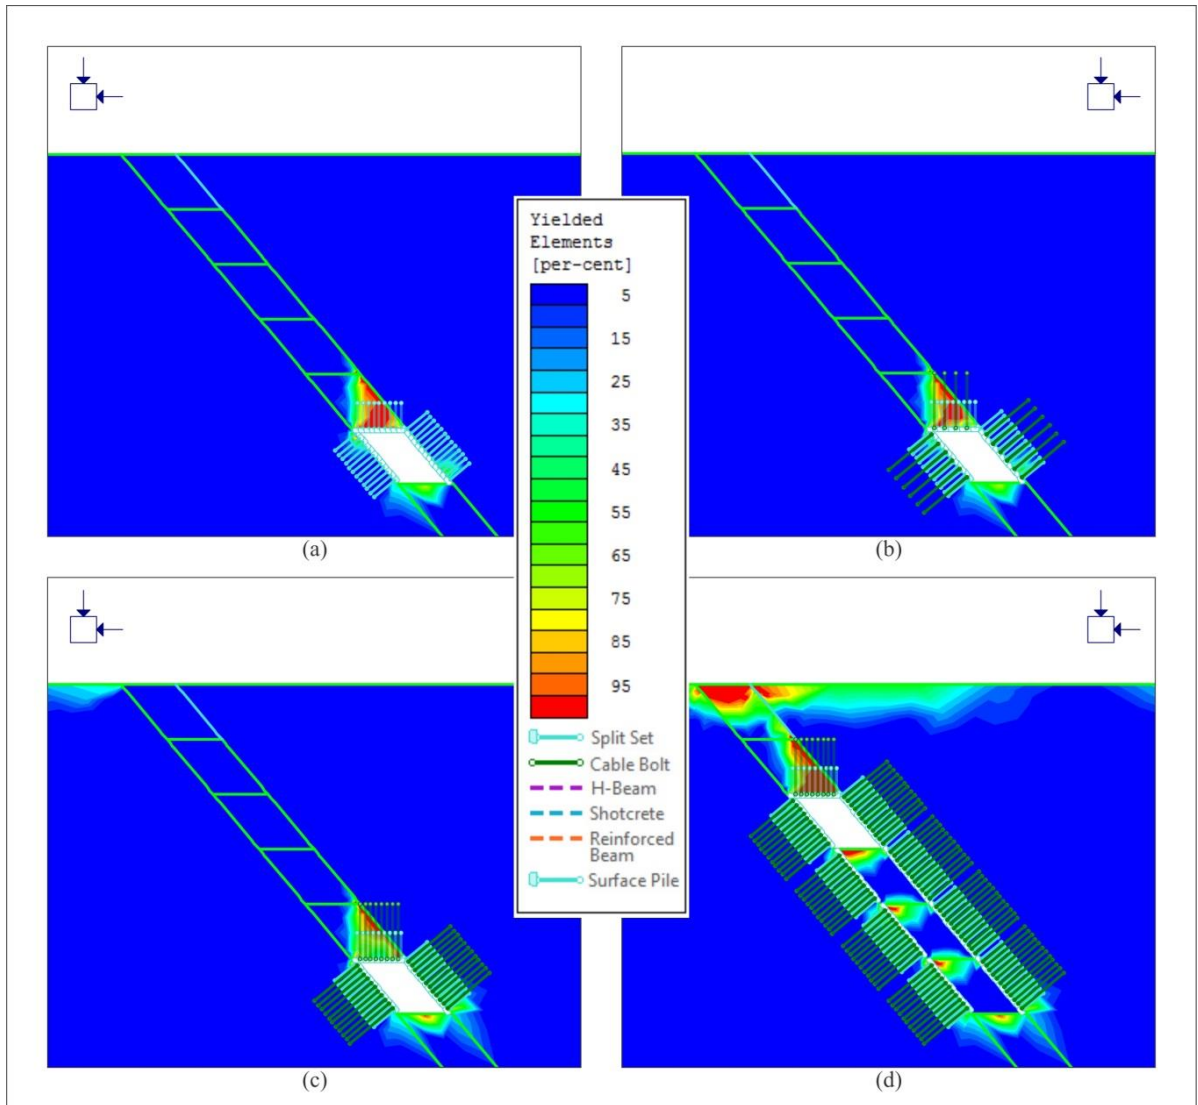 Yielded
Elements
[per-cent]
5
15
25
35
45
55
65
75
85
95
Split Set
Cable Bolt
H-Beam
Shotcrete
Reinforced
Beam
Surface Pile
(a)
(b)
(c)
(d)